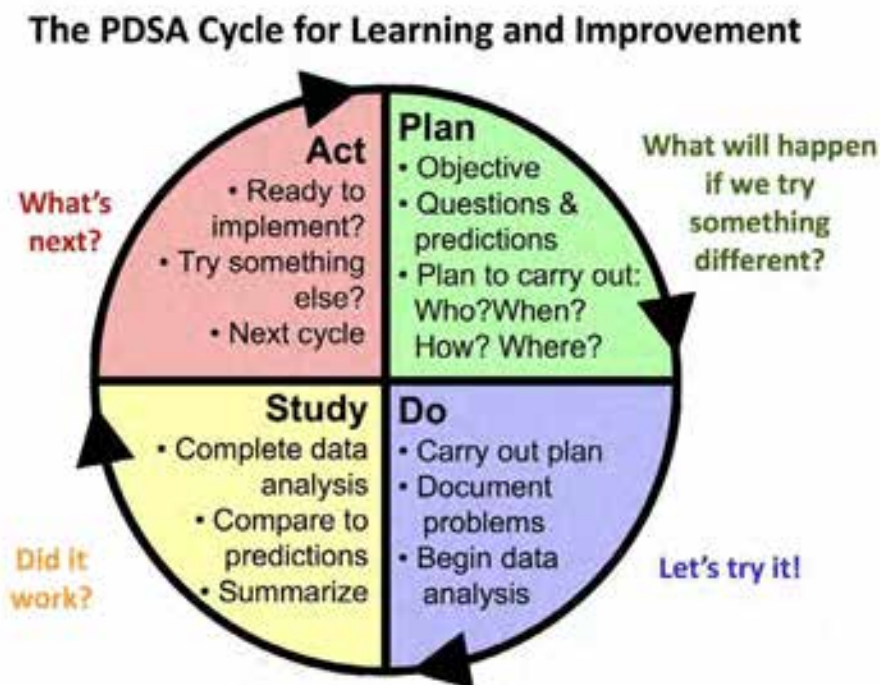 The PDSA Cycle for Learning and Improvement
Act
• Ready to
implement?
• Try something
else?
• Next cycle
Plan
• Objective
• Questions &
predictions
• Plan to carry out:
Who?When?
How? Where?
What will happen
if we try
something
different?
What's
next?
Study
• Complete data
analysis
• Compare to
predictions
• Summarize
Do
• Carry out plan
• Document
problems
• Begin data
analysis
Did it
work?
Let's try it!